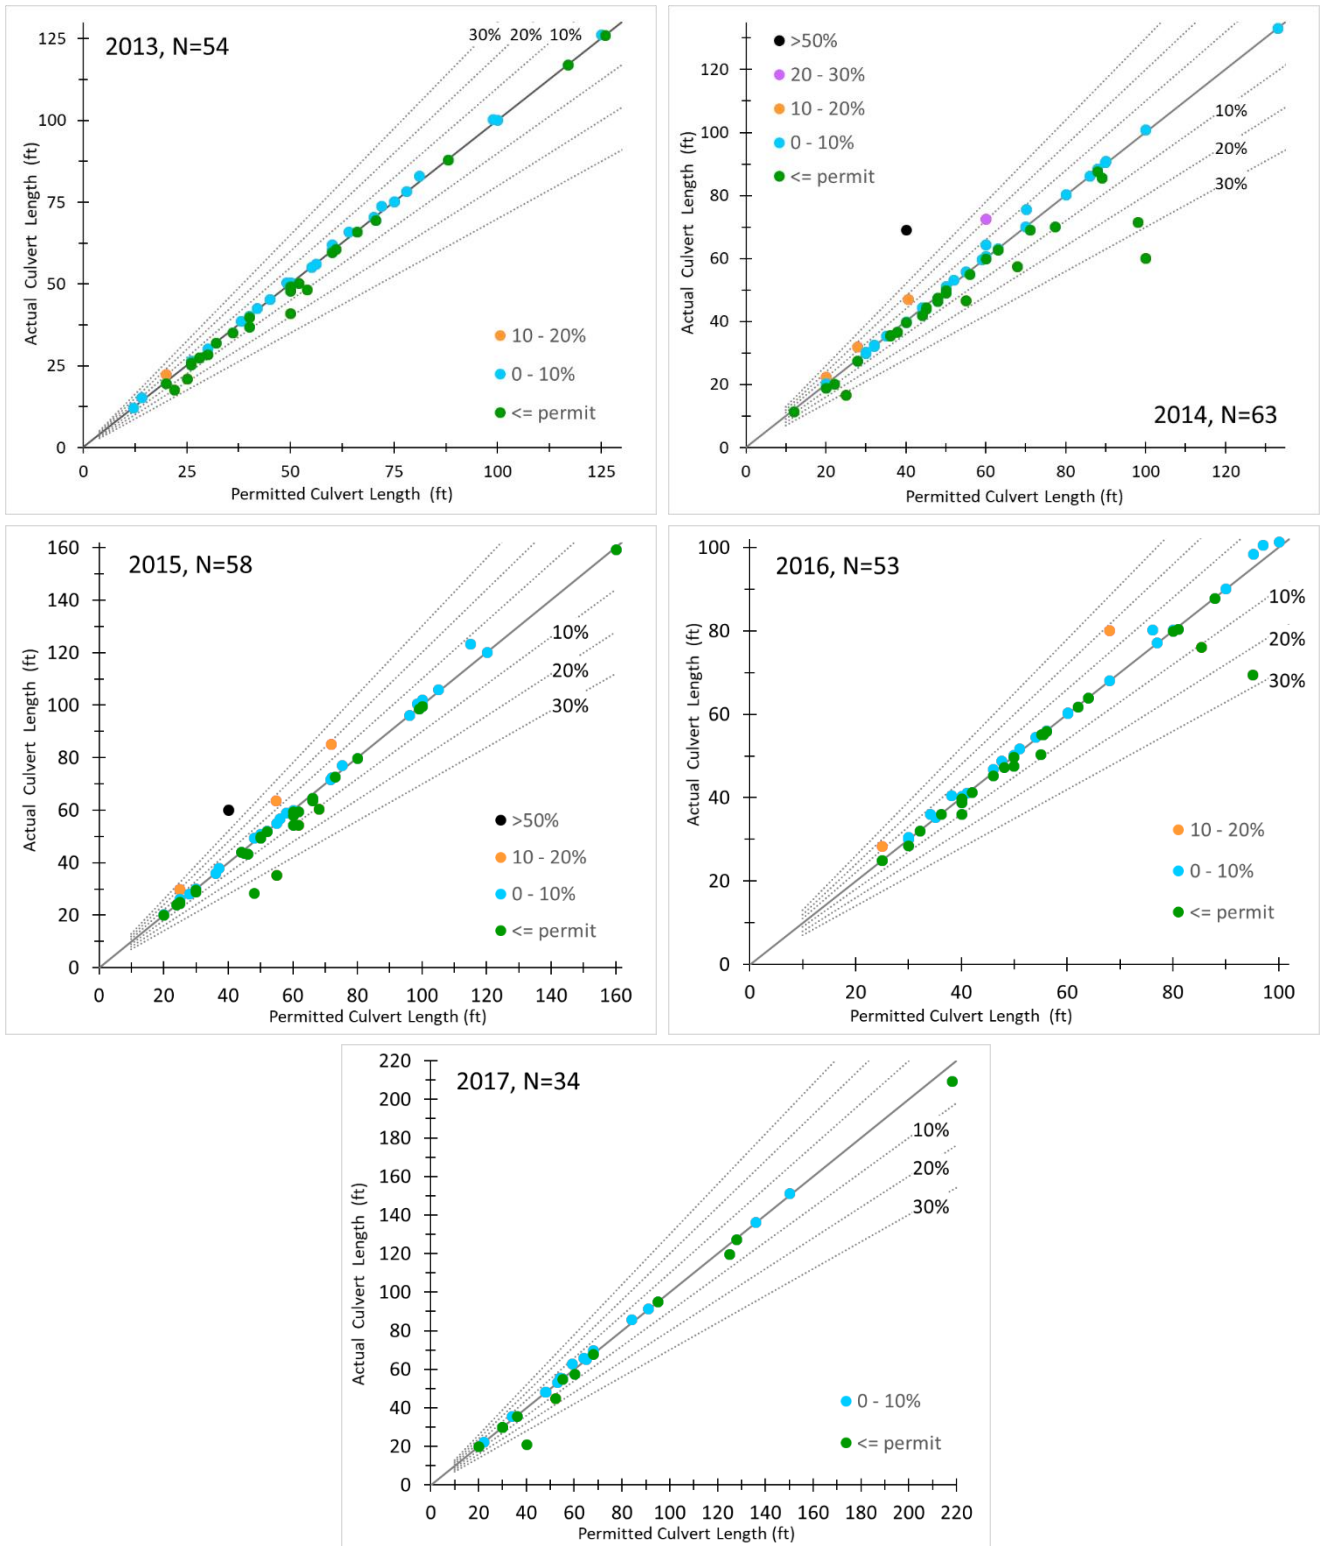 2013, N=54
30% 20% 10%
125
100
75
50
25
0
Actual Culvert Length (ft)
10 - 20%
0 - 10%
<= permit
0 25 50 75 100 125
Permitted Culvert Length (ft)
>50%
20 - 30%
10 - 20%
0 - 10%
<= permit
120
100
80
60
40
20
0
Actual Culvert Length (ft)
10%
20%
30%
2014, N=63
0 20 40 60 80 100 120
Permitted Culvert Length (ft)
2015, N=58
160
140
120
100
80
60
40
20
0
Actual Culvert Length (ft)
10%
20%
30%
>50%
10 - 20%
0 - 10%
<= permit
0 20 40 60 80 100 120 140 160
Permitted Culvert Length (ft)
2016, N=53
100
80
60
40
20
0
Actual Culvert Length (ft)
10%
20%
30%
10 - 20%
0 - 10%
<= permit
0 20 40 60 80 100
Permitted Culvert Length (ft)
2017, N=34
220
200
180
160
140
120
100
80
60
40
20
0
Actual Culvert Length (ft)
10%
20%
30%
0 - 10%
<= permit
0 20 40 60 80 100 120 140 160 180 200 220
Permitted Culvert Length (ft)